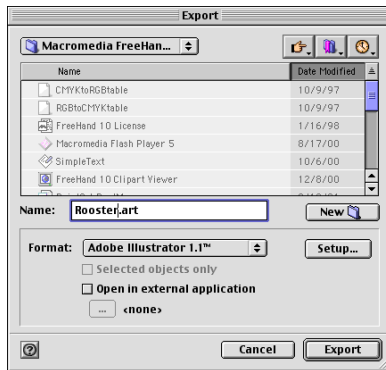 Export
Macromedia FreeHan...
Name Date Modified
CMYKtoRGBtable 10/9/97
RGBtoCMYKtable 10/9/97
FreeHand 10 License 1/16/98
Macromedia Flash Player 5 8/17/00
SimpleText 10/6/00
FreeHand 10 Clipart Viewer 12/8/00
Name: Rooster.art New
Format: Adobe Illustrator 1.1™ Setup...
Selected objects only
Open in external application
... <none>
? Cancel Export